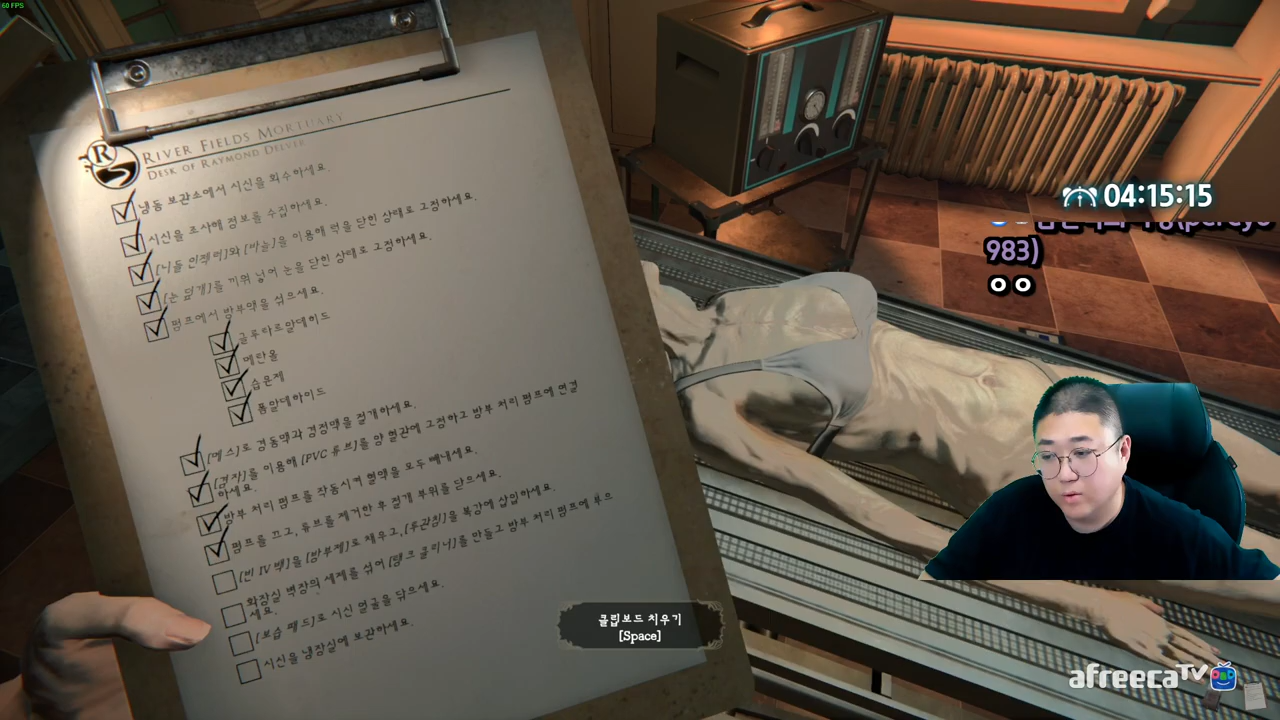 60 FPS
RIVER FIELDS MORTUARY
DESK OF RAYMOND DELVER
냉동 보관소에서 시신을 회수하세요.
시신을 조사해 정보를 수집하세요.
[니들 인젝터]와 [바늘]을 이용해 턱을 닫힌 상태로 고정하세요.
[눈 덮개]를 끼워 넣어 눈을 닫힌 상태로 고정하세요.
펌프에서 방부액을 섞으세요.
글루타르알데히드
메탄올
습윤제
폼알데하이드
[메스]로 경동맥과 경정맥을 절개하세요.
[겸자]를 이용해 [PVC 튜브]를 양 혈관에 고정하고 방부 처리 펌프에 연결
하세요.
방부 처리 펌프를 작동시켜 혈액을 모두 빼내세요.
펌프를 끄고, 튜브를 제거한 후 절개 부위를 닫으세요.
[빈 IV 백]을 [방부제]로 채우고, [투관침]을 복강에 삽입하세요.
화장실 벽장의 세제를 섞어 [탱크 클리너]를 만들고 방부 처리 펌프에 부으
세요.
[보습 패드]로 시신 얼굴을 닦으세요.
시신을 냉장실에 보관하세요.
클립보드 치우기
[Space]
04:15:15
983)
ㅇㅇ
afreecaTV